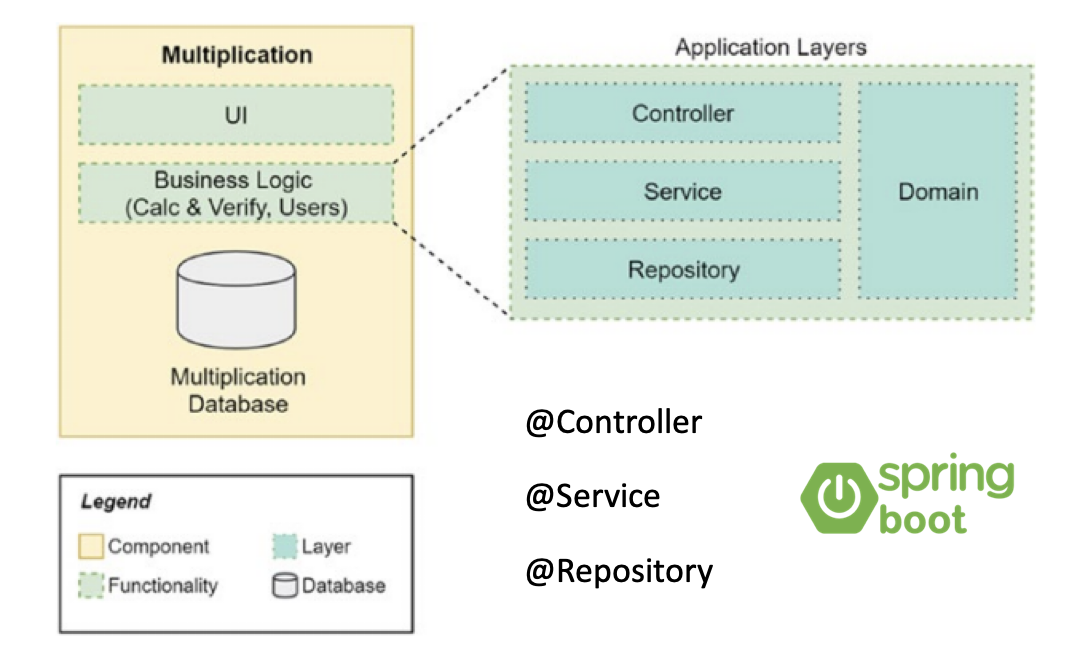 Multiplication
UI
Business Logic
(Calc & Verify, Users)
Multiplication
Database
Application Layers
Controller
Service
Repository
Domain
@Controller
@Service
@Repository
spring
boot
Legend
Component
Layer
Functionality
Database